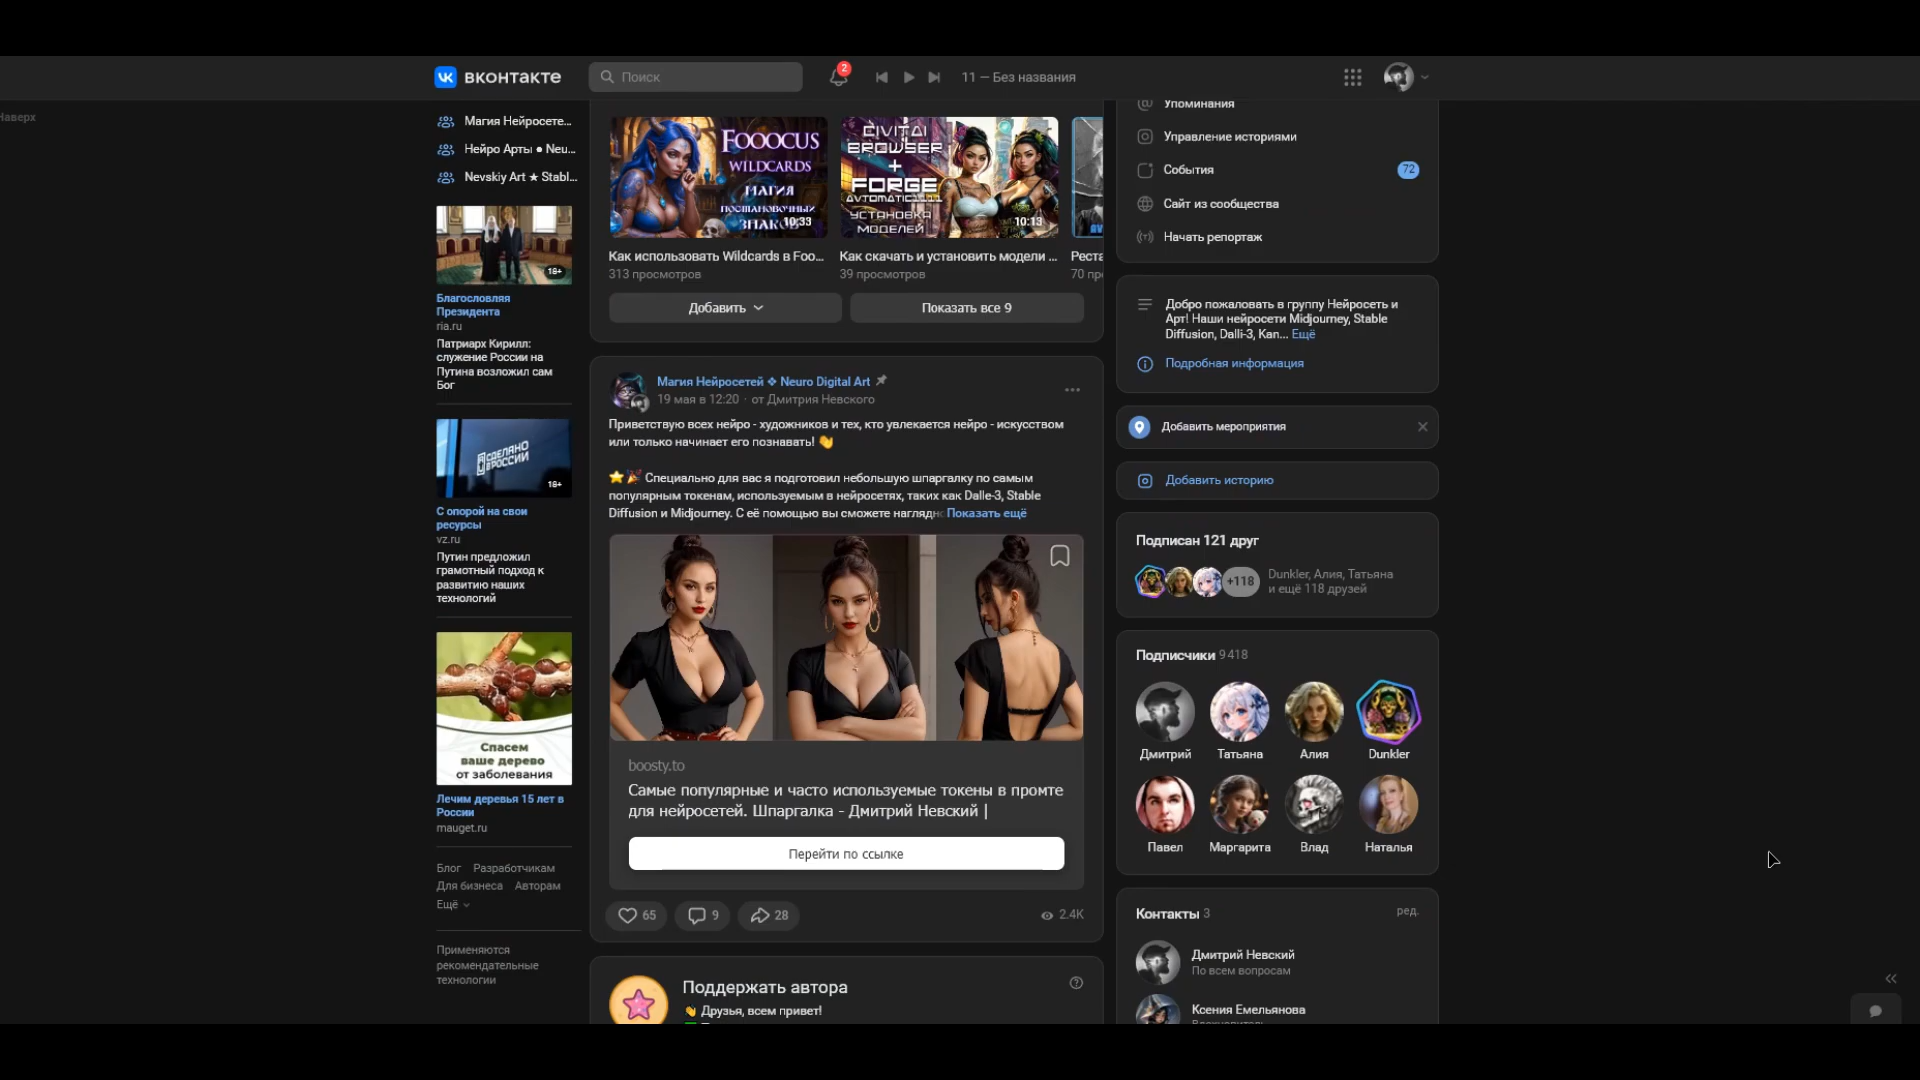 вконтакте
Поиск
2
11 — Без названия
Наверх
Магия Нейросете...
Нейро Арты ● Neu...
Nevskiy Art ★ Stabl...
18+
Благословляя
Президента
ria.ru
Патриарх Кирилл:
служение России на
Путина возложил сам
Бог
СДЕЛАНО
В РОССИИ
18+
С опорой на свои
ресурсы
vz.ru
Путин предложил
грамотный подход к
развитию наших
технологий
Спасем
ваше дерево
от заболевания
Лечим деревья 15 лет в
России
mauget.ru
Блог Разработчикам
Для бизнеса Авторам
Ещё
Применяются
рекомендательные
технологии
FOOOCUS
WILDCARDS
МАГИЯ
ПОСТАНОВОЧНЫХ
ЗНАКОВ
10:33
Как использовать Wildcards в Foo...
313 просмотров
CIVITAI
BROWSER
+
FORGE
AVTOMATIC1111
УСТАНОВКА
МОДЕЛЕЙ
10:13
Как скачать и установить модели ...
39 просмотров
Реста
70 пр
Добавить
Показать все 9
Магия Нейросетей ❖ Neuro Digital Art
19 мая в 12:20 · от Дмитрия Невского
Приветствую всех нейро - художников и тех, кто увлекается нейро - искусством
или только начинает его познавать! 👋
⭐🎉 Специально для вас я подготовил небольшую шпаргалку по самым
популярным токенам, используемым в нейросетях, таких как Dalle-3, Stable
Diffusion и Midjourney. С её помощью вы сможете наглядн Показать ещё
boosty.to
Самые популярные и часто используемые токены в промте
для нейросетей. Шпаргалка - Дмитрий Невский |
Перейти по ссылке
65
9
28
2.4K
Поддержать автора
👋 Друзья, всем привет!
Упоминания
Управление историями
События
72
Сайт из сообщества
Начать репортаж
Добро пожаловать в группу Нейросеть и
Арт! Наши нейросети Midjourney, Stable
Diffusion, Dalli-3, Kan... Ещё
Подробная информация
Добавить мероприятия
Добавить историю
Подписан 121 друг
+118
Dunkler, Алия, Татьяна
и ещё 118 друзей
Подписчики 9 418
Дмитрий
Татьяна
Алия
Dunkler
Павел
Маргарита
Влад
Наталья
Контакты 3
ред.
Дмитрий Невский
По всем вопросам
Ксения Емельянова